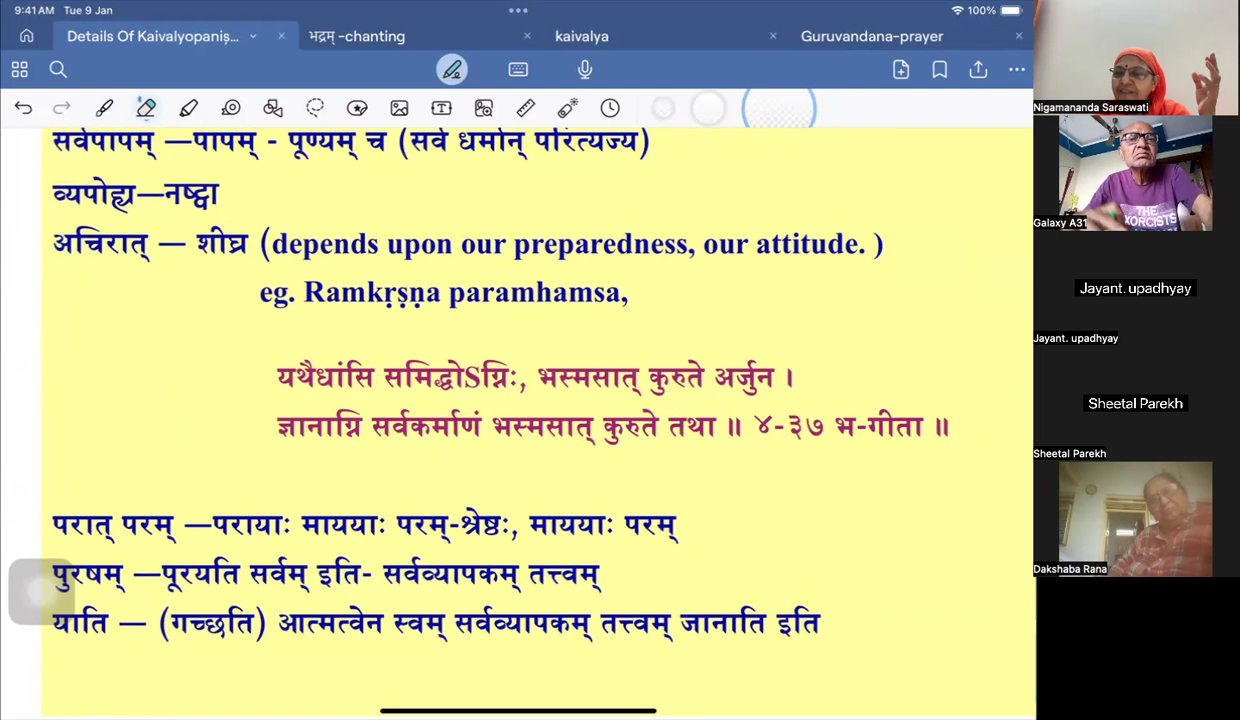 9:41 AM Tue 9 Jan
100%
Details Of Kaivalyopaniṣ...
भद्रम् -chanting
kaivalya
Guruvandana-prayer
सर्वपापम् —पापम् - पूण्यम् च (सर्व धर्मान् परित्यज्य)
व्यपोह्य—नष्ट्वा
अचिरात् — शीघ्र (depends upon our preparedness, our attitude. )
eg. Ramkṛṣṇa paramhamsa,
यथैधांसि समिद्धोSग्निः, भस्मसात् कुरुते अर्जुन ।
ज्ञानाग्नि सर्वकर्माणं भस्मसात् कुरुते तथा ॥ ४-३७ भ-गीता ॥
परात् परम् —परायाः माययाः परम्-श्रेष्ठः, माययाः परम्
पुरषम् —पूरयति सर्वम् इति- सर्वव्यापकम् तत्त्वम्
याति — (गच्छति) आत्मत्वेन स्वम् सर्वव्यापकम् तत्त्वम् जानाति इति
Nigamananda Saraswati
THE
EXORCISTS
Galaxy A31
Jayant. upadhyay
Jayant. upadhyay
Sheetal Parekh
Sheetal Parekh
Dakshaba Rana